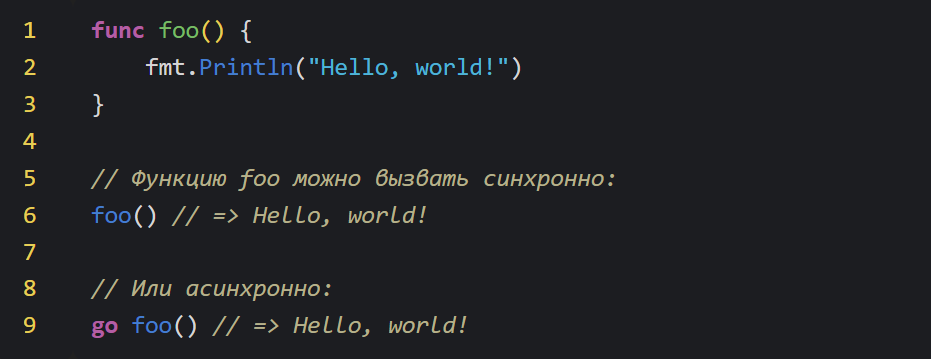 1 func foo() {
2     fmt.Println("Hello, world!")
3 }
4
5 // Функцию foo можно вызвать синхронно:
6 foo() // => Hello, world!
7
8 // Или асинхронно:
9 go foo() // => Hello, world!